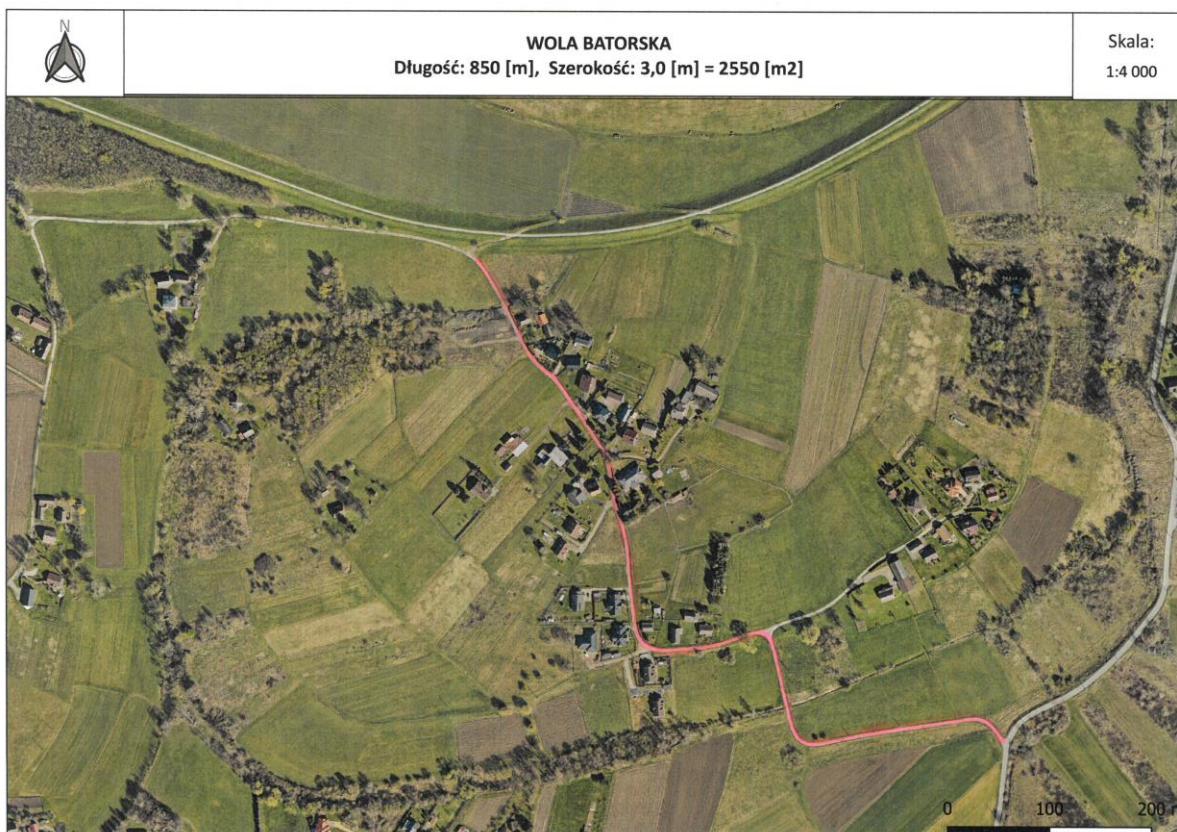 N
WOLA BATORSKA
Długość: 850 [m], Szerokość: 3,0 [m] = 2550 [m2]
Skala:
1:4 000
0 100 200 m